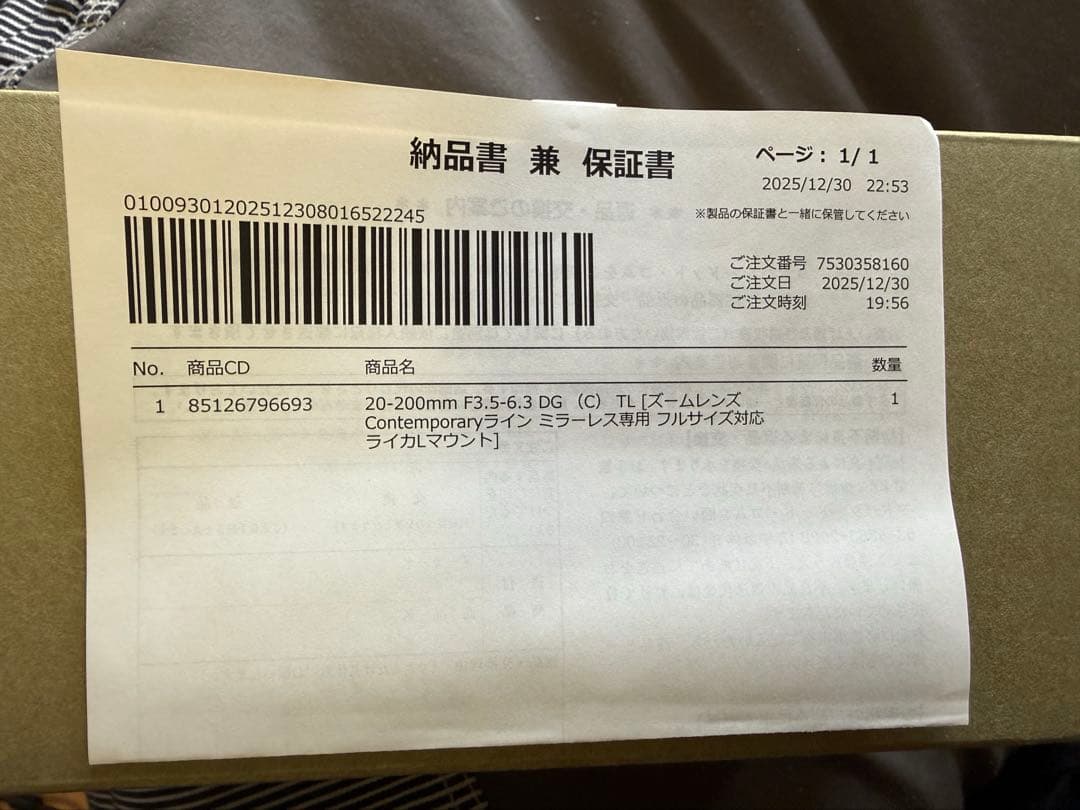 納品書 兼 保証書
ページ： 1/ 1
2025/12/30 22:53
010093012025123080165222​45
※製品の保証書と一緒に保管してください
ご注文番号 7530358160
ご注文日 2025/12/30
ご注文時刻 19:56
No. 商品CD 商品名 数量
1 85126796693 20-200mm F3.5-6.3 DG （C） TL [ズームレンズ 1
Contemporaryライン ミラーレス専用 フルサイズ対応
ライカLマウント]